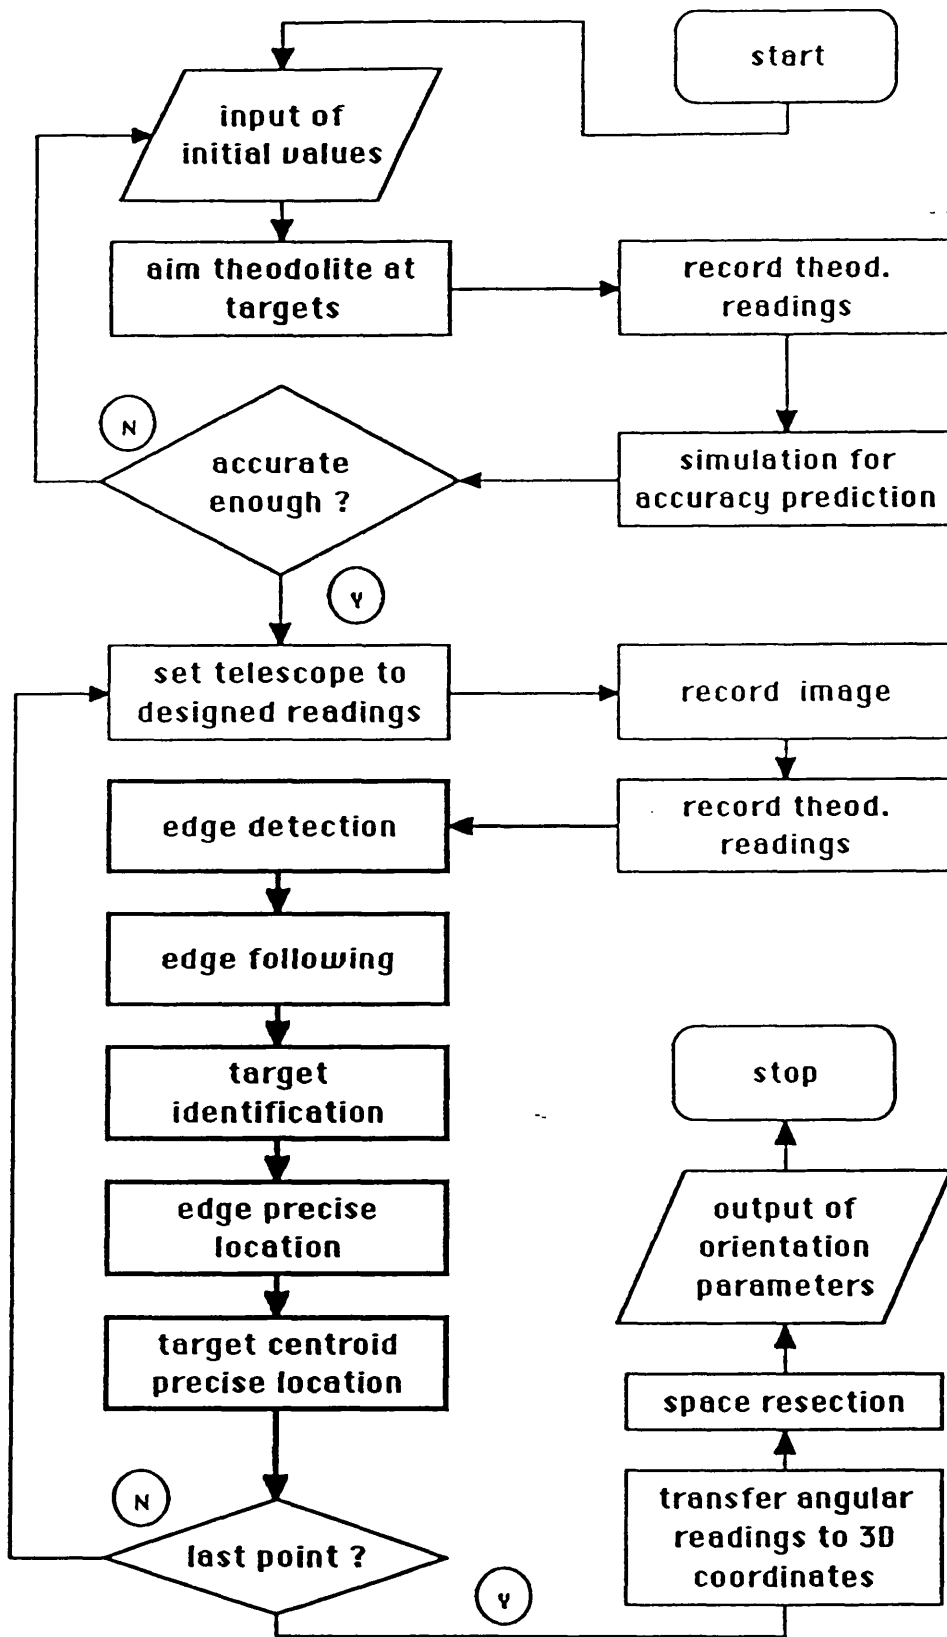 start
input of
initial values
aim theodolite at
targets
record theod.
readings
simulation for
accuracy prediction
accurate
enough ?
N
Y
set telescope to
designed readings
record image
record theod.
readings
edge detection
edge following
target
identification
edge precise
location
target centroid
precise location
last point ?
N
Y
transfer angular
readings to 3D
coordinates
space resection
output of
orientation
parameters
stop